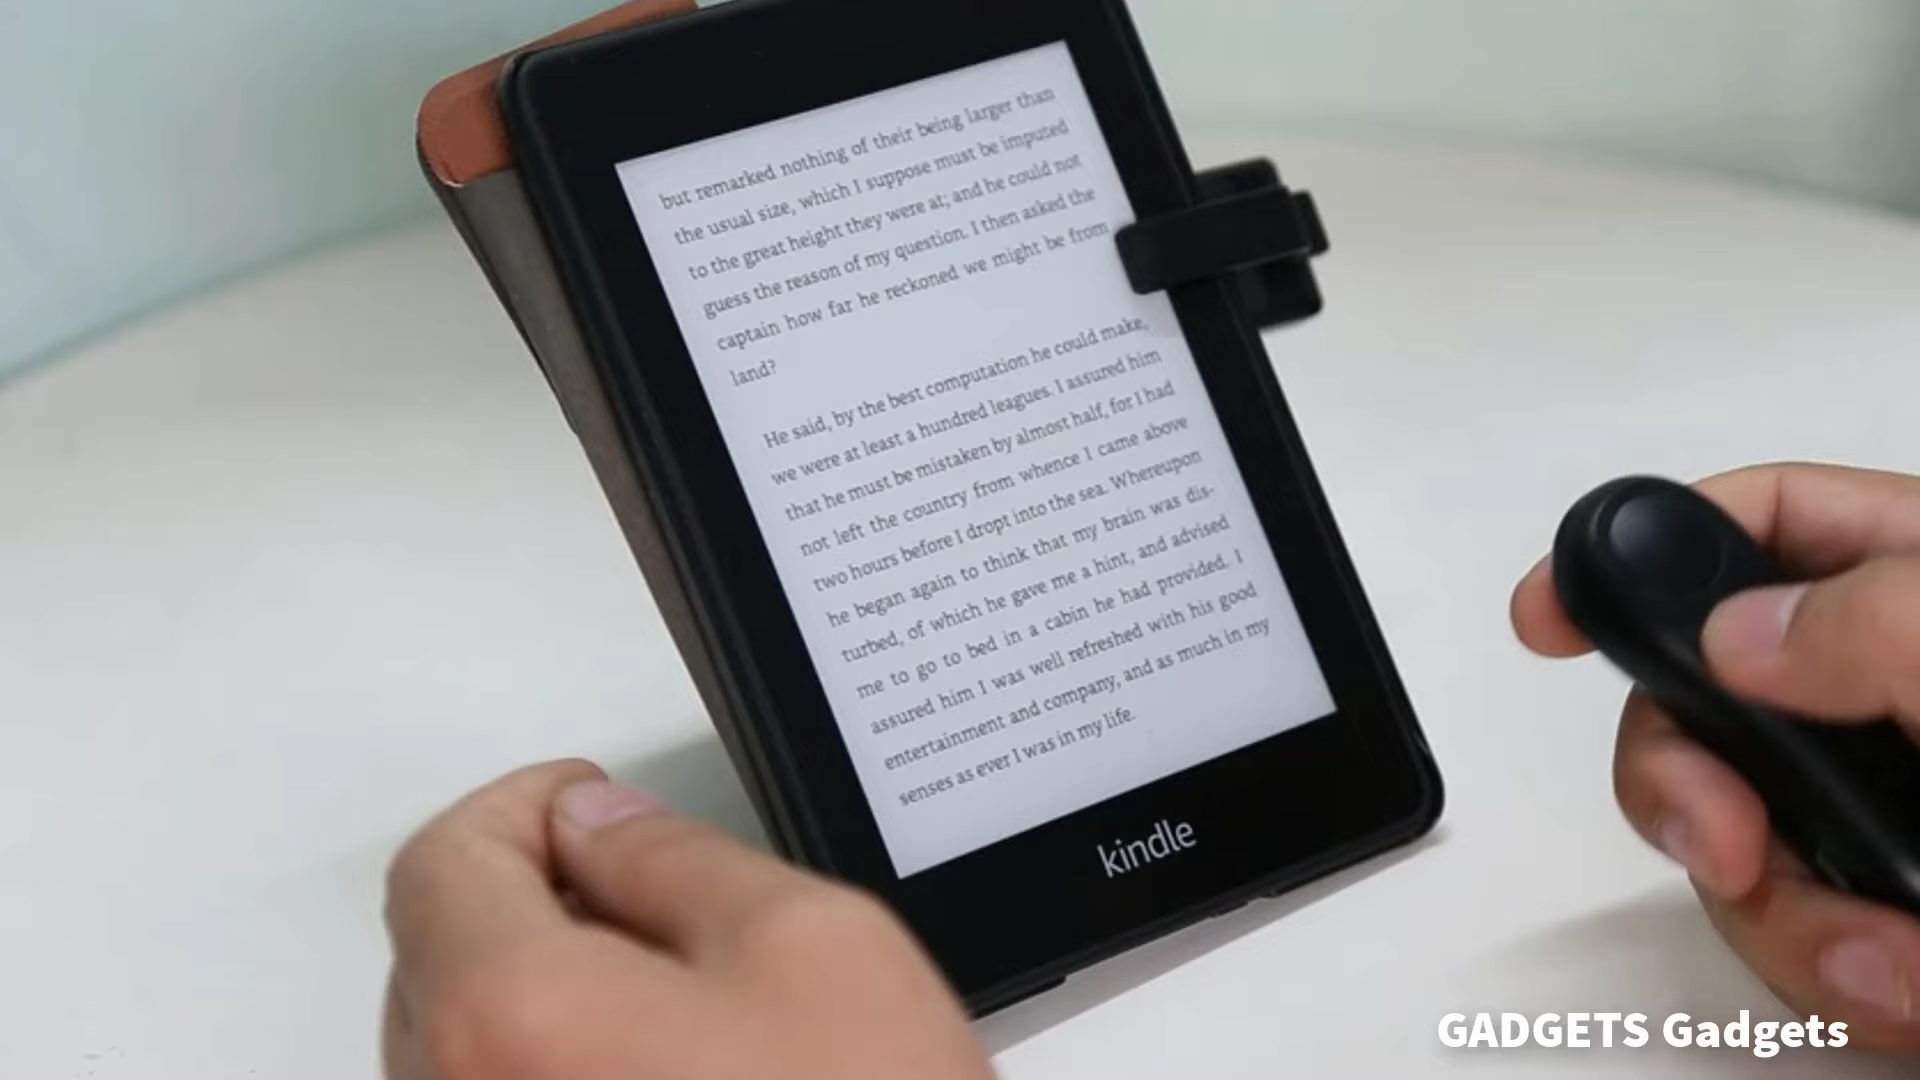 but remarked nothing of their being larger than
the usual size, which I suppose must be imputed
to the great height they were at; and he could not
guess the reason of my question. I then asked the
captain how far he reckoned we might be from
land?
He said, by the best computation he could make,
we were at least a hundred leagues. I assured him
that he must be mistaken by almost half, for I had
not left the country from whence I came above
two hours before I dropt into the sea. Whereupon
he began again to think that my brain was dis-
turbed, of which he gave me a hint, and advised
me to go to bed in a cabin he had provided. I
assured him I was well refreshed with his good
entertainment and company, and as much in my
senses as ever I was in my life.
kindle
GADGETS Gadgets